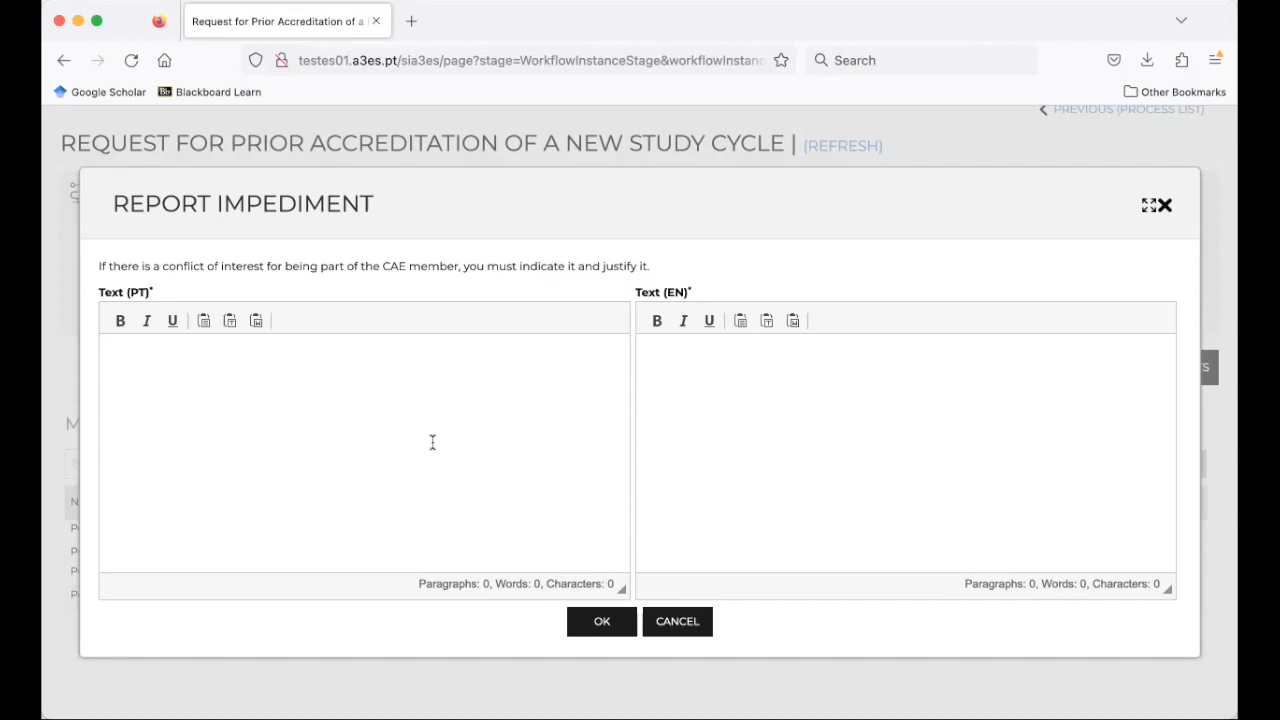 Request for Prior Accreditation of a
testes01.a3es.pt/sia3es/page?stage=WorkflowInstanceStage&workflowInstanc
Search
Google Scholar
Bb Blackboard Learn
Other Bookmarks
PREVIOUS (PROCESS LIST)
REQUEST FOR PRIOR ACCREDITATION OF A NEW STUDY CYCLE | (REFRESH)
REPORT IMPEDIMENT
If there is a conflict of interest for being part of the CAE member, you must indicate it and justify it.
Text (PT)*
Text (EN)*
B I U
B I U
Paragraphs: 0, Words: 0, Characters: 0
Paragraphs: 0, Words: 0, Characters: 0
OK
CANCEL